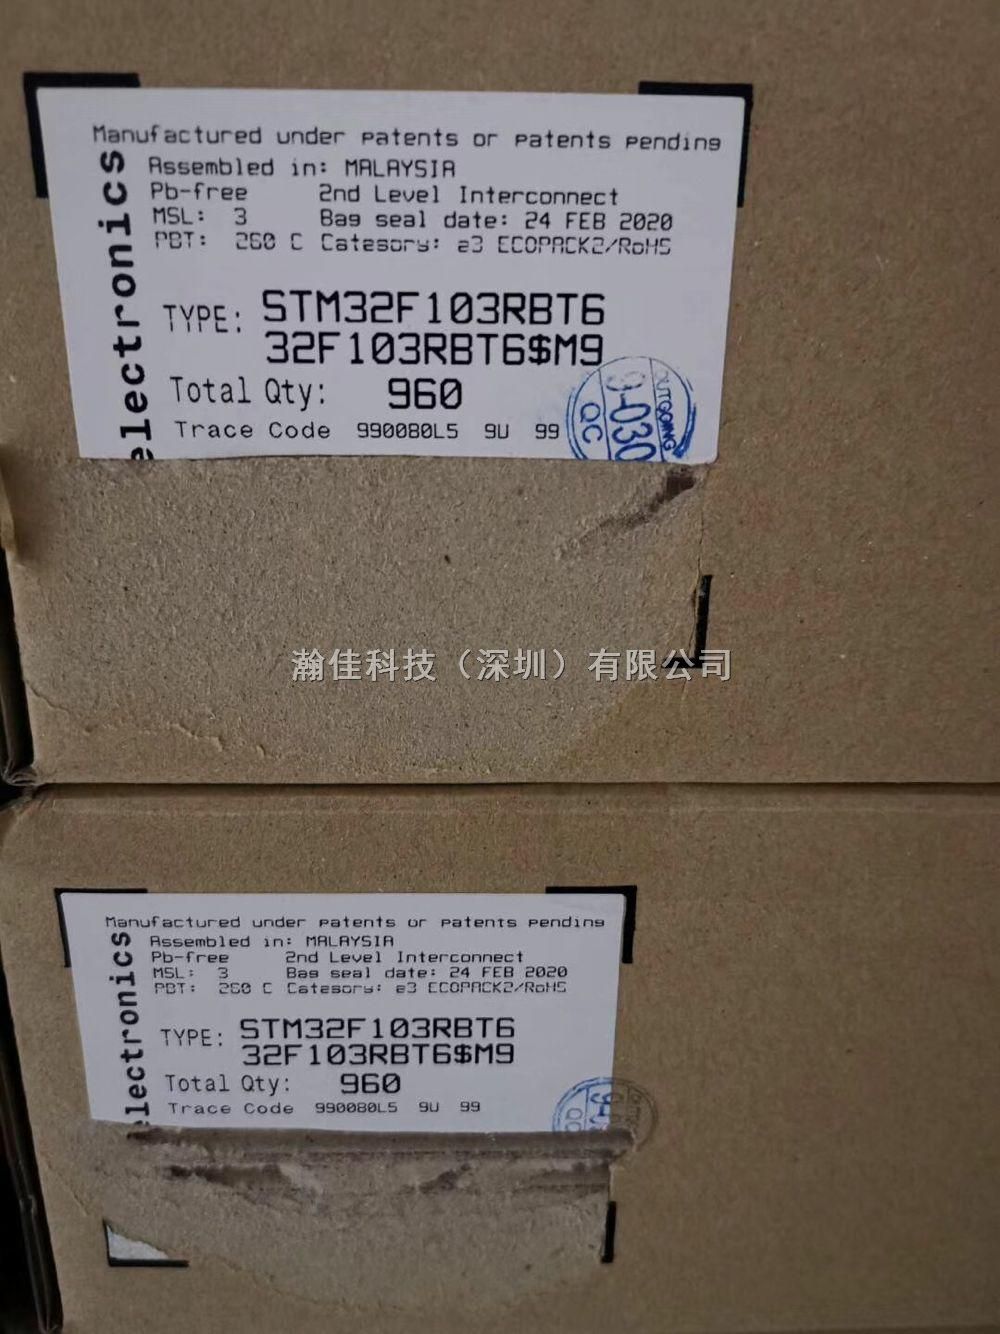 Manufactured under patents or patents pending
Assembled in: MALAYSIA
Pb-free 2nd Level Interconnect
MSL: 3 Bag seal date: 24 FEB 2020
PBT: 260 C Category: e3 ECOPACK2/RoHS
electronics
TYPE: STM32F103RBT6
32F103RBT6$M9
Total Qty: 960
Trace Code 990080L5 9U 99
OUTGOING
9-030
QC
瀚佳科技（深圳）有限公司
Manufactured under patents or patents pending
Assembled in: MALAYSIA
Pb-free 2nd Level Interconnect
MSL: 3 Bag seal date: 24 FEB 2020
PBT: 260 C Category: e3 ECOPACK2/RoHS
electronics
TYPE: STM32F103RBT6
32F103RBT6$M9
Total Qty: 960
Trace Code 990080L5 9U 99
QC